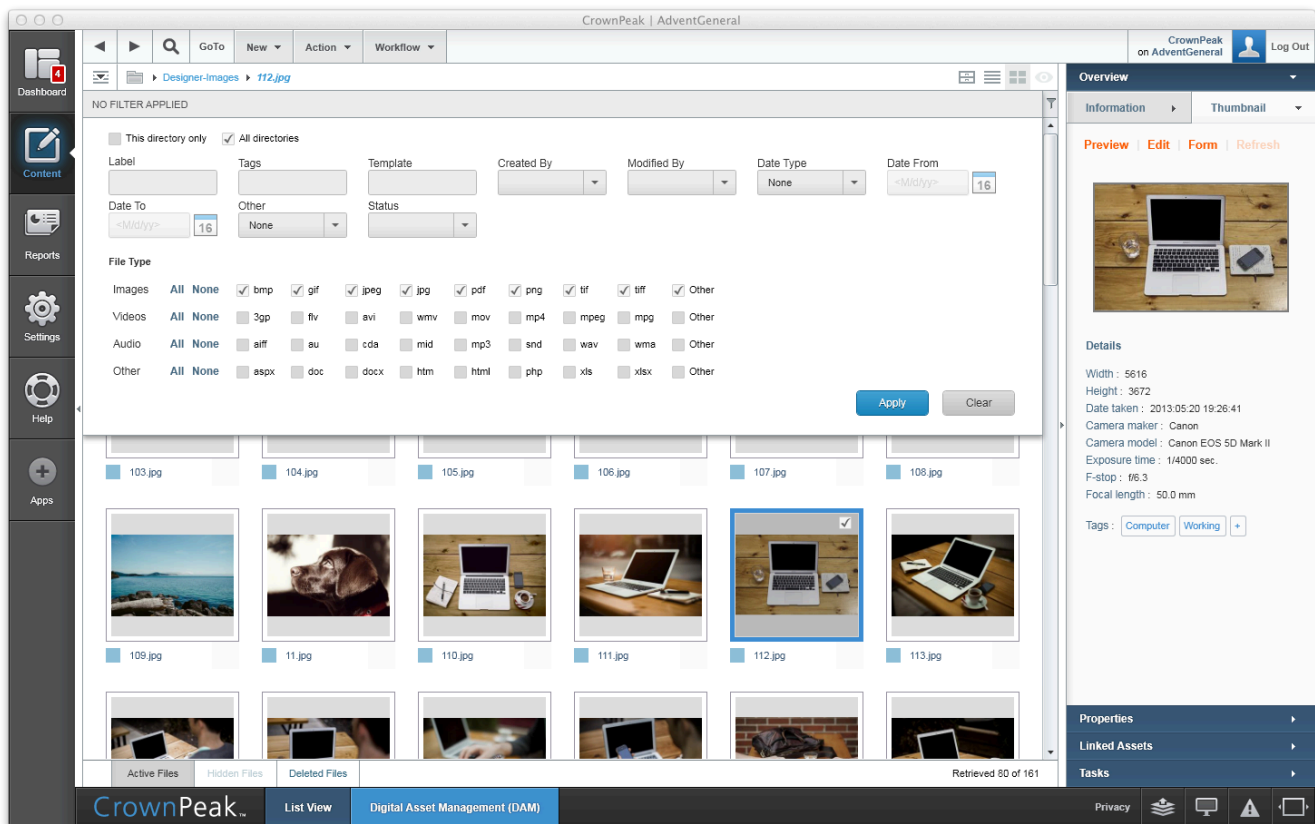 CrownPeak | AdventGeneral
4
Dashboard
Content
Reports
Settings
Help
Apps
GoTo New Action Workflow
CrownPeak
on AdventGeneral
Log Out
Designer-Images 112.jpg
NO FILTER APPLIED
This directory only All directories
Label Tags Template Created By Modified By Date Type Date From
None <M/d/yy> 16
Date To Other Status
<M/d/yy> 16 None
File Type
Images All None bmp gif jpeg jpg pdf png tif tiff Other
Videos All None 3gp flv avi wmv mov mp4 mpeg mpg Other
Audio All None aiff au cda mid mp3 snd wav wma Other
Other All None aspx doc docx htm html php xls xlsx Other
Apply Clear
103.jpg 104.jpg 105.jpg 106.jpg 107.jpg 108.jpg
109.jpg 11.jpg 110.jpg 111.jpg 112.jpg 113.jpg
Active Files Hidden Files Deleted Files Retrieved 80 of 161
Overview
Information Thumbnail
Preview | Edit | Form | Refresh
Details
Width : 5616
Height : 3672
Date taken : 2013:05:20 19:26:41
Camera maker : Canon
Camera model : Canon EOS 5D Mark II
Exposure time : 1/4000 sec.
F-stop : f/6.3
Focal length : 50.0 mm
Tags : Computer Working +
Properties
Linked Assets
Tasks
CrownPeak™ List View Digital Asset Management (DAM) Privacy